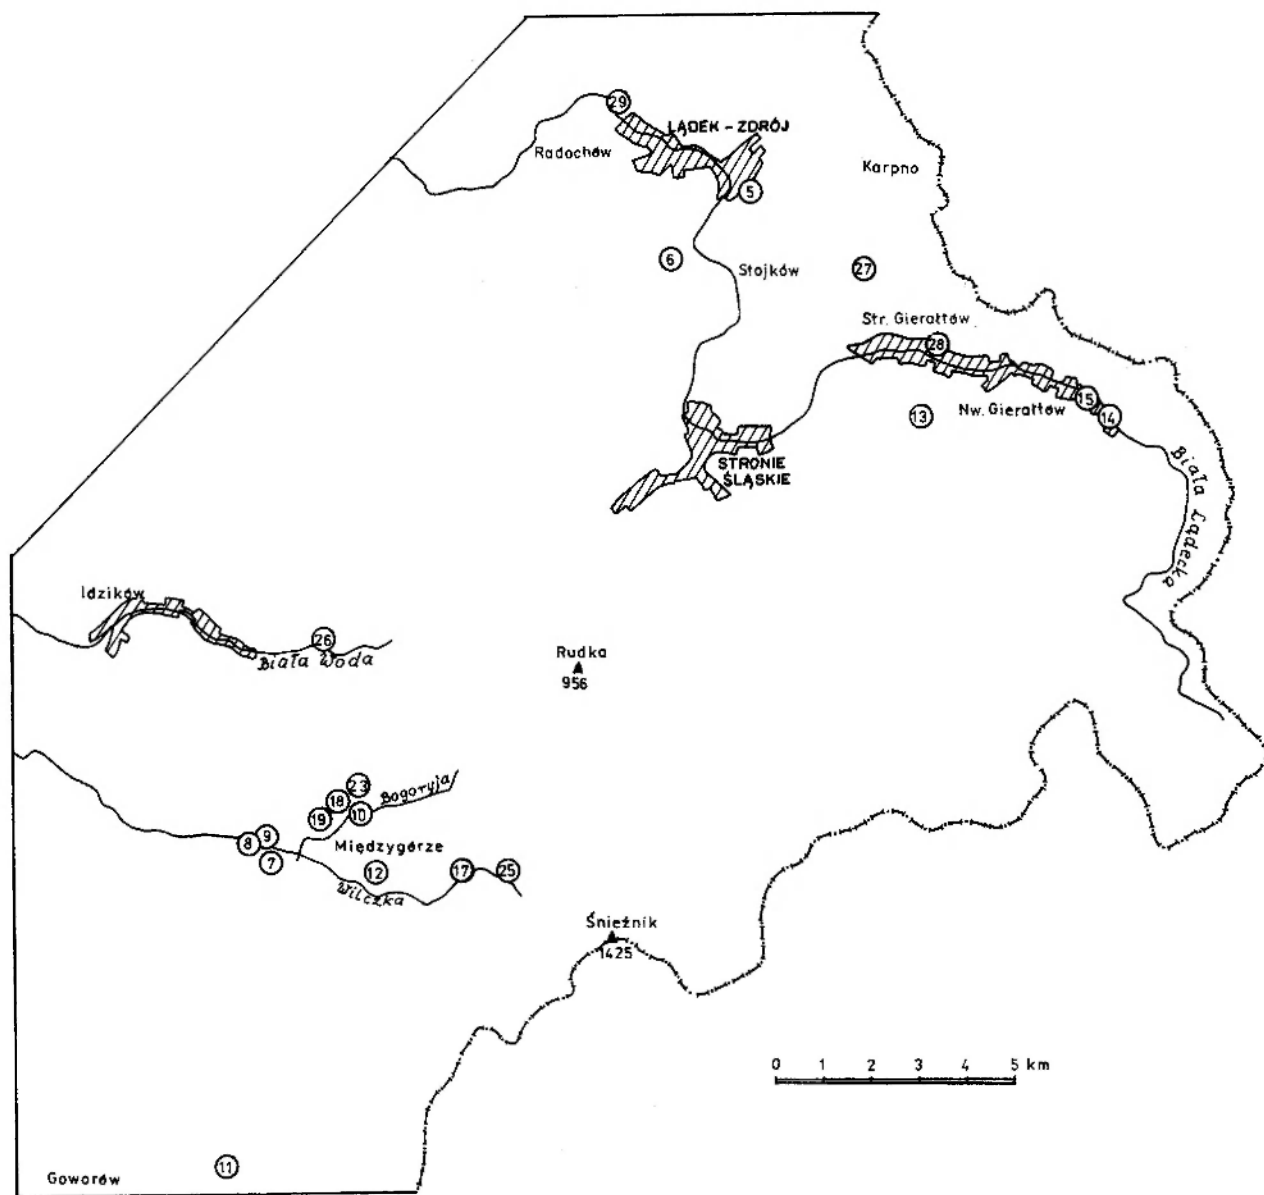 29
LĄDEK – ZDRÓJ
Radochów
Karpno
5
6
Stojków
27
Str. Gierałtów
28
13
Nw. Gierałtów
15
14
STRONIE
ŚLĄSKIE
Biała Lądecka
Idzików
26
Biała Woda
Rudka
956
23
Bogoryja
18
19
10
9
8
7
Międzygórze
12
17
25
Wilczka
Śnieżnik
1425
0 1 2 3 4 5 km
11
Goworów